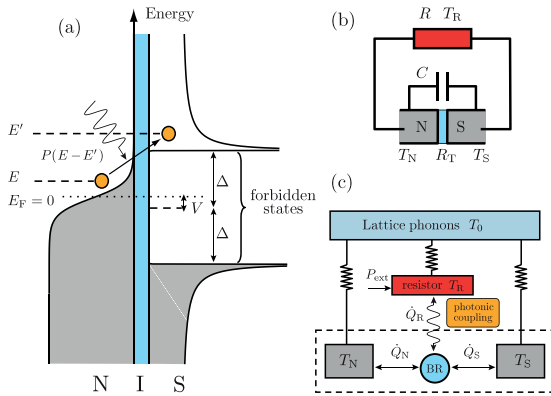 (a)
Energy
E′
P(E−E′)
E
E_F = 0
Δ
V
Δ
forbidden
states
N I S
(b)
R T_R
C
N S
T_N R_T T_S
(c)
Lattice phonons T_0
P_ext
resistor T_R
photonic
coupling
Q̇_R
T_N Q̇_N BR Q̇_S T_S